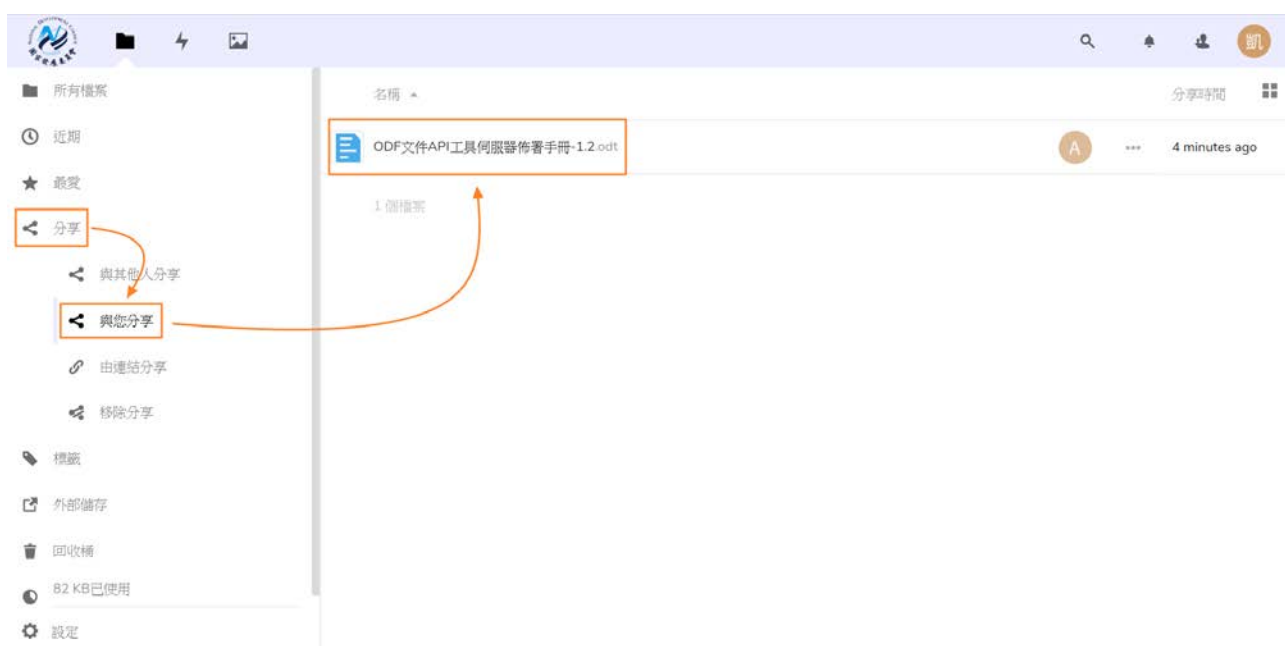 凱
所有檔案
近期
最愛
分享
與其他人分享
與您分享
由連結分享
移除分享
標籤
外部儲存
回收桶
82 KB已使用
設定
名稱
分享時間
ODF文件API工具伺服器佈署手冊-1.2.odt
A
4 minutes ago
1 個檔案